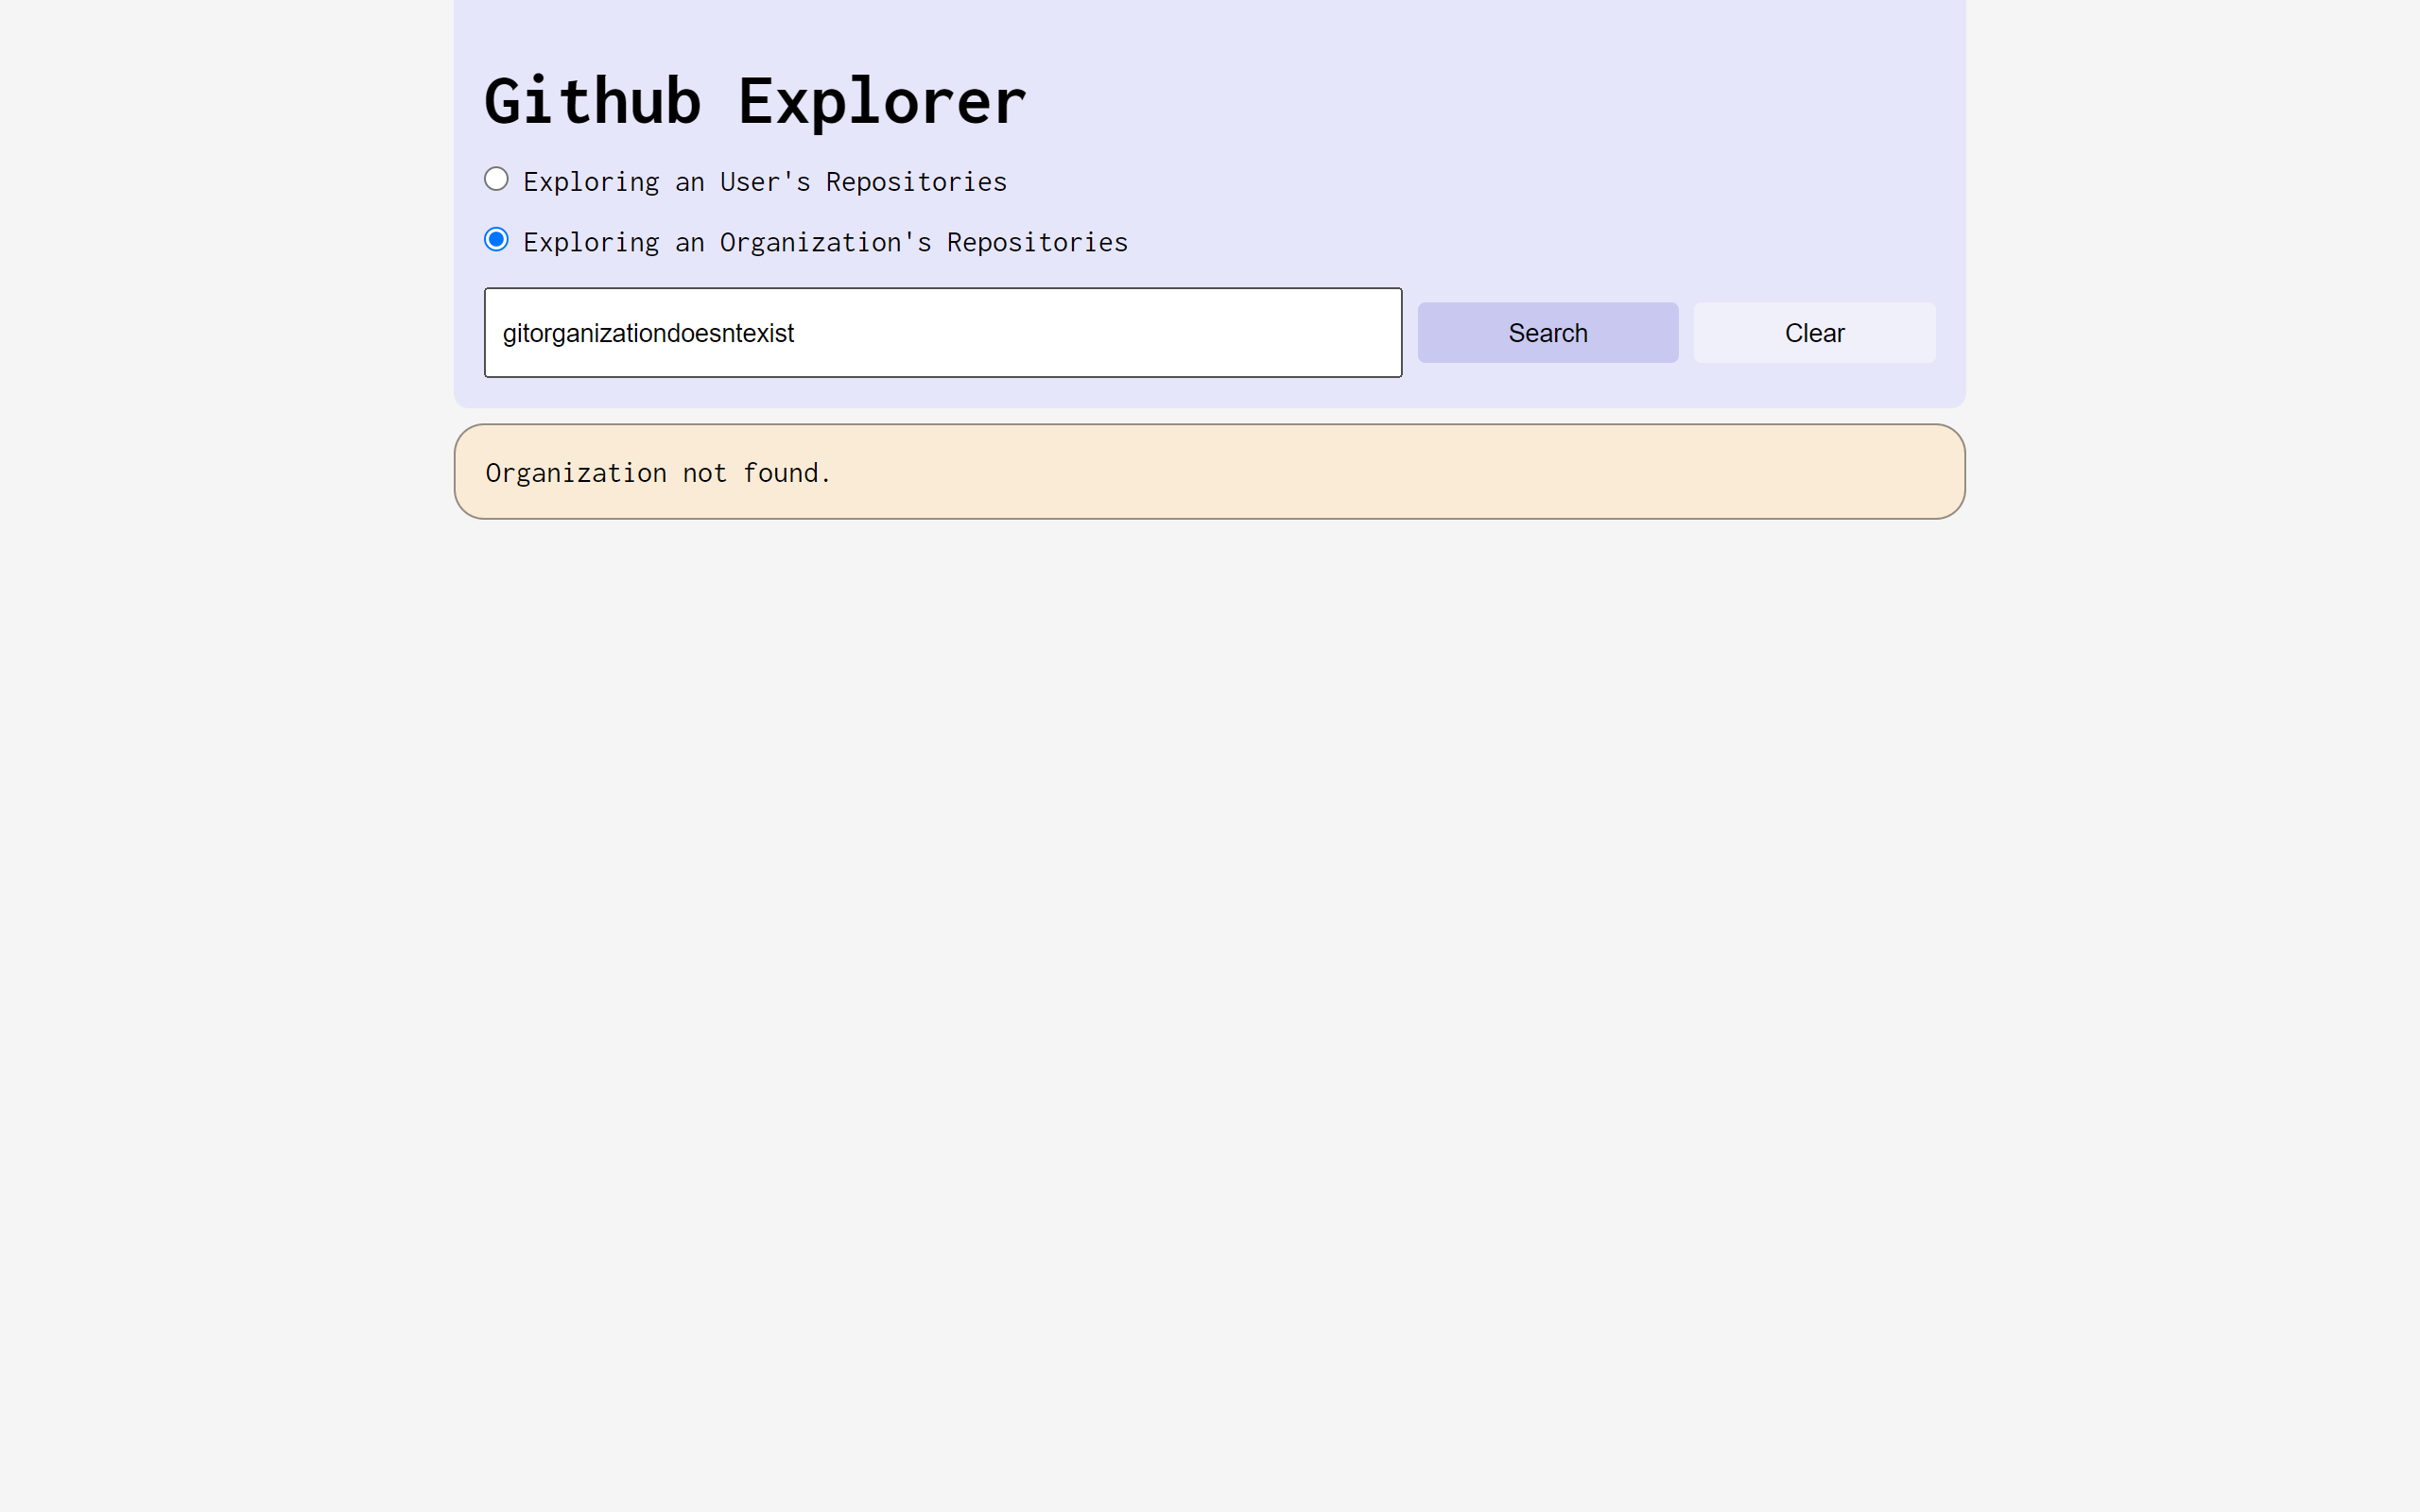 Github Explorer
Exploring an User's Repositories
Exploring an Organization's Repositories
gitorganizationdoesntexist
Search
Clear
Organization not found.